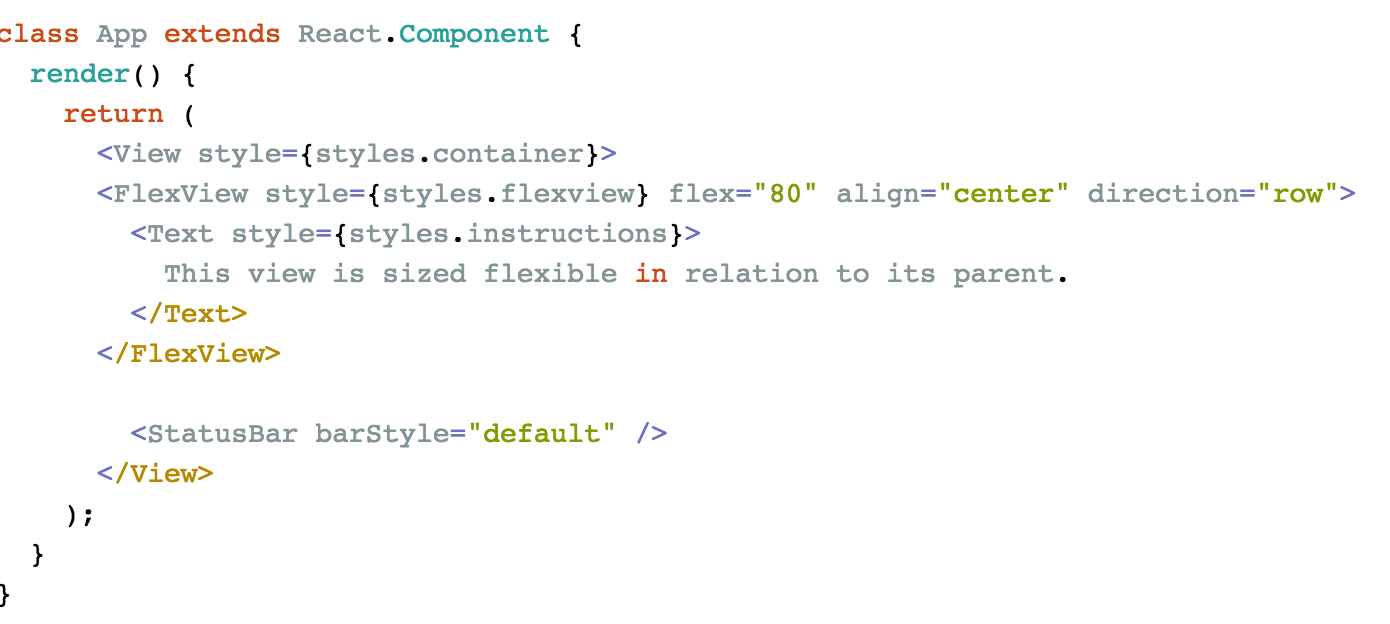 class App extends React.Component {
  render() {
    return (
      <View style={styles.container}>
      <FlexView style={styles.flexview} flex="80" align="center" direction="row">
        <Text style={styles.instructions}>
          This view is sized flexible in relation to its parent.
        </Text>
      </FlexView>

        <StatusBar barStyle="default" />
      </View>
    );
  }
}